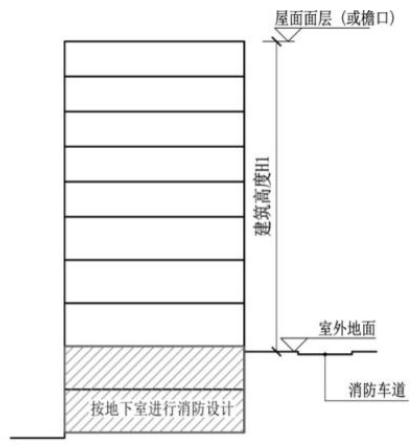 屋面面层（或檐口）
建筑高度H1
室外地面
消防车道
按地下室进行消防设计